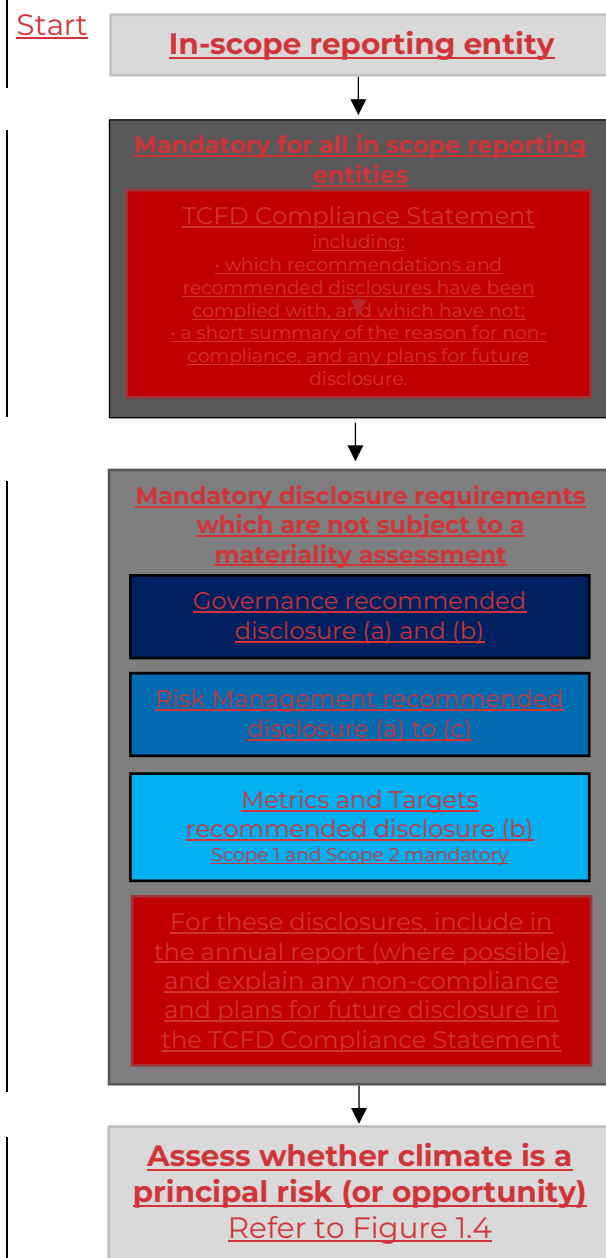 Start
In-scope reporting entity
Mandatory for all in scope reporting
entities
TCFD Compliance Statement
including:
· which recommendations and
recommended disclosures have been
complied with, and which have not;
· a short summary of the reason for non-
compliance, and any plans for future
disclosure.
Mandatory disclosure requirements
which are not subject to a
materiality assessment
Governance recommended
disclosure (a) and (b)
Risk Management recommended
disclosure (a) to (c)
Metrics and Targets
recommended disclosure (b)
Scope 1 and Scope 2 mandatory
For these disclosures, include in
the annual report (where possible)
and explain any non-compliance
and plans for future disclosure in
the TCFD Compliance Statement
Assess whether climate is a
principal risk (or opportunity)
Refer to Figure 1.4